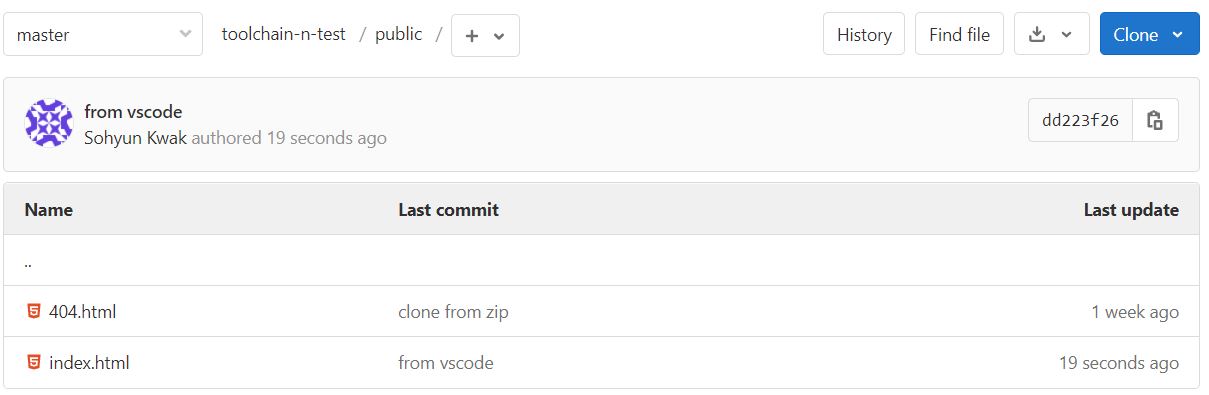 master toolchain-n-test / public / + History Find file Clone
from vscode
Sohyun Kwak authored 19 seconds ago dd223f26
Name Last commit Last update
..
404.html clone from zip 1 week ago
index.html from vscode 19 seconds ago